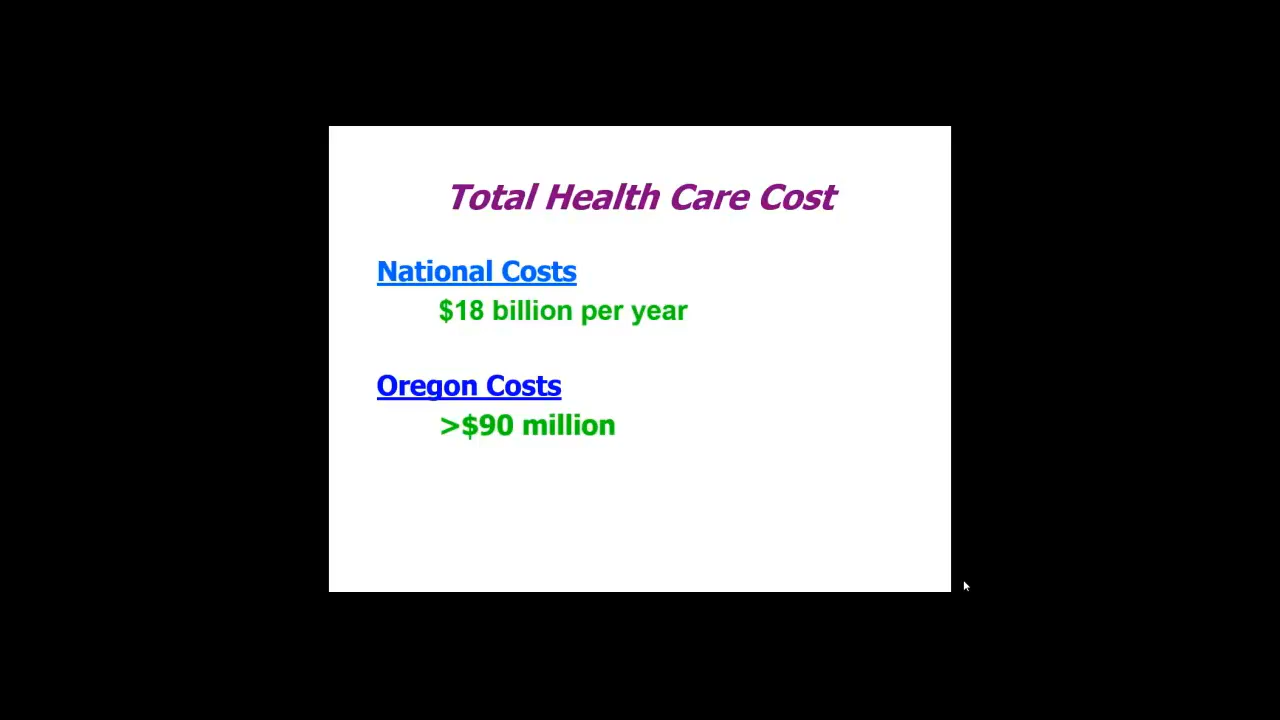 Total Health Care Cost
National Costs
$18 billion per year
Oregon Costs
>$90 million